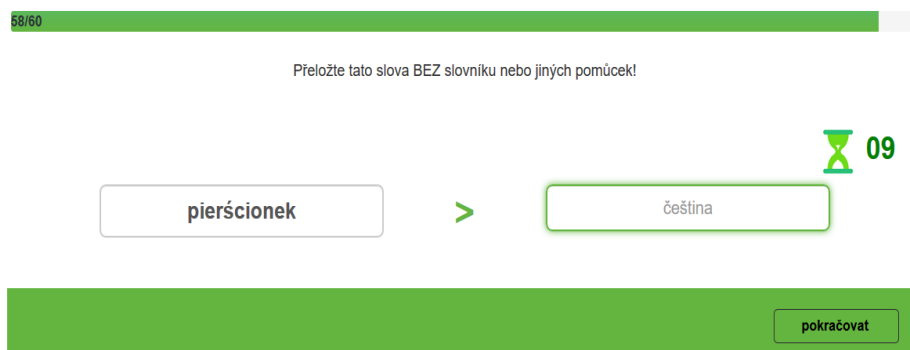 58/60
Přeložte tato slova BEZ slovníku nebo jiných pomůcek!
09
pierścionek > čeština
pokračovat